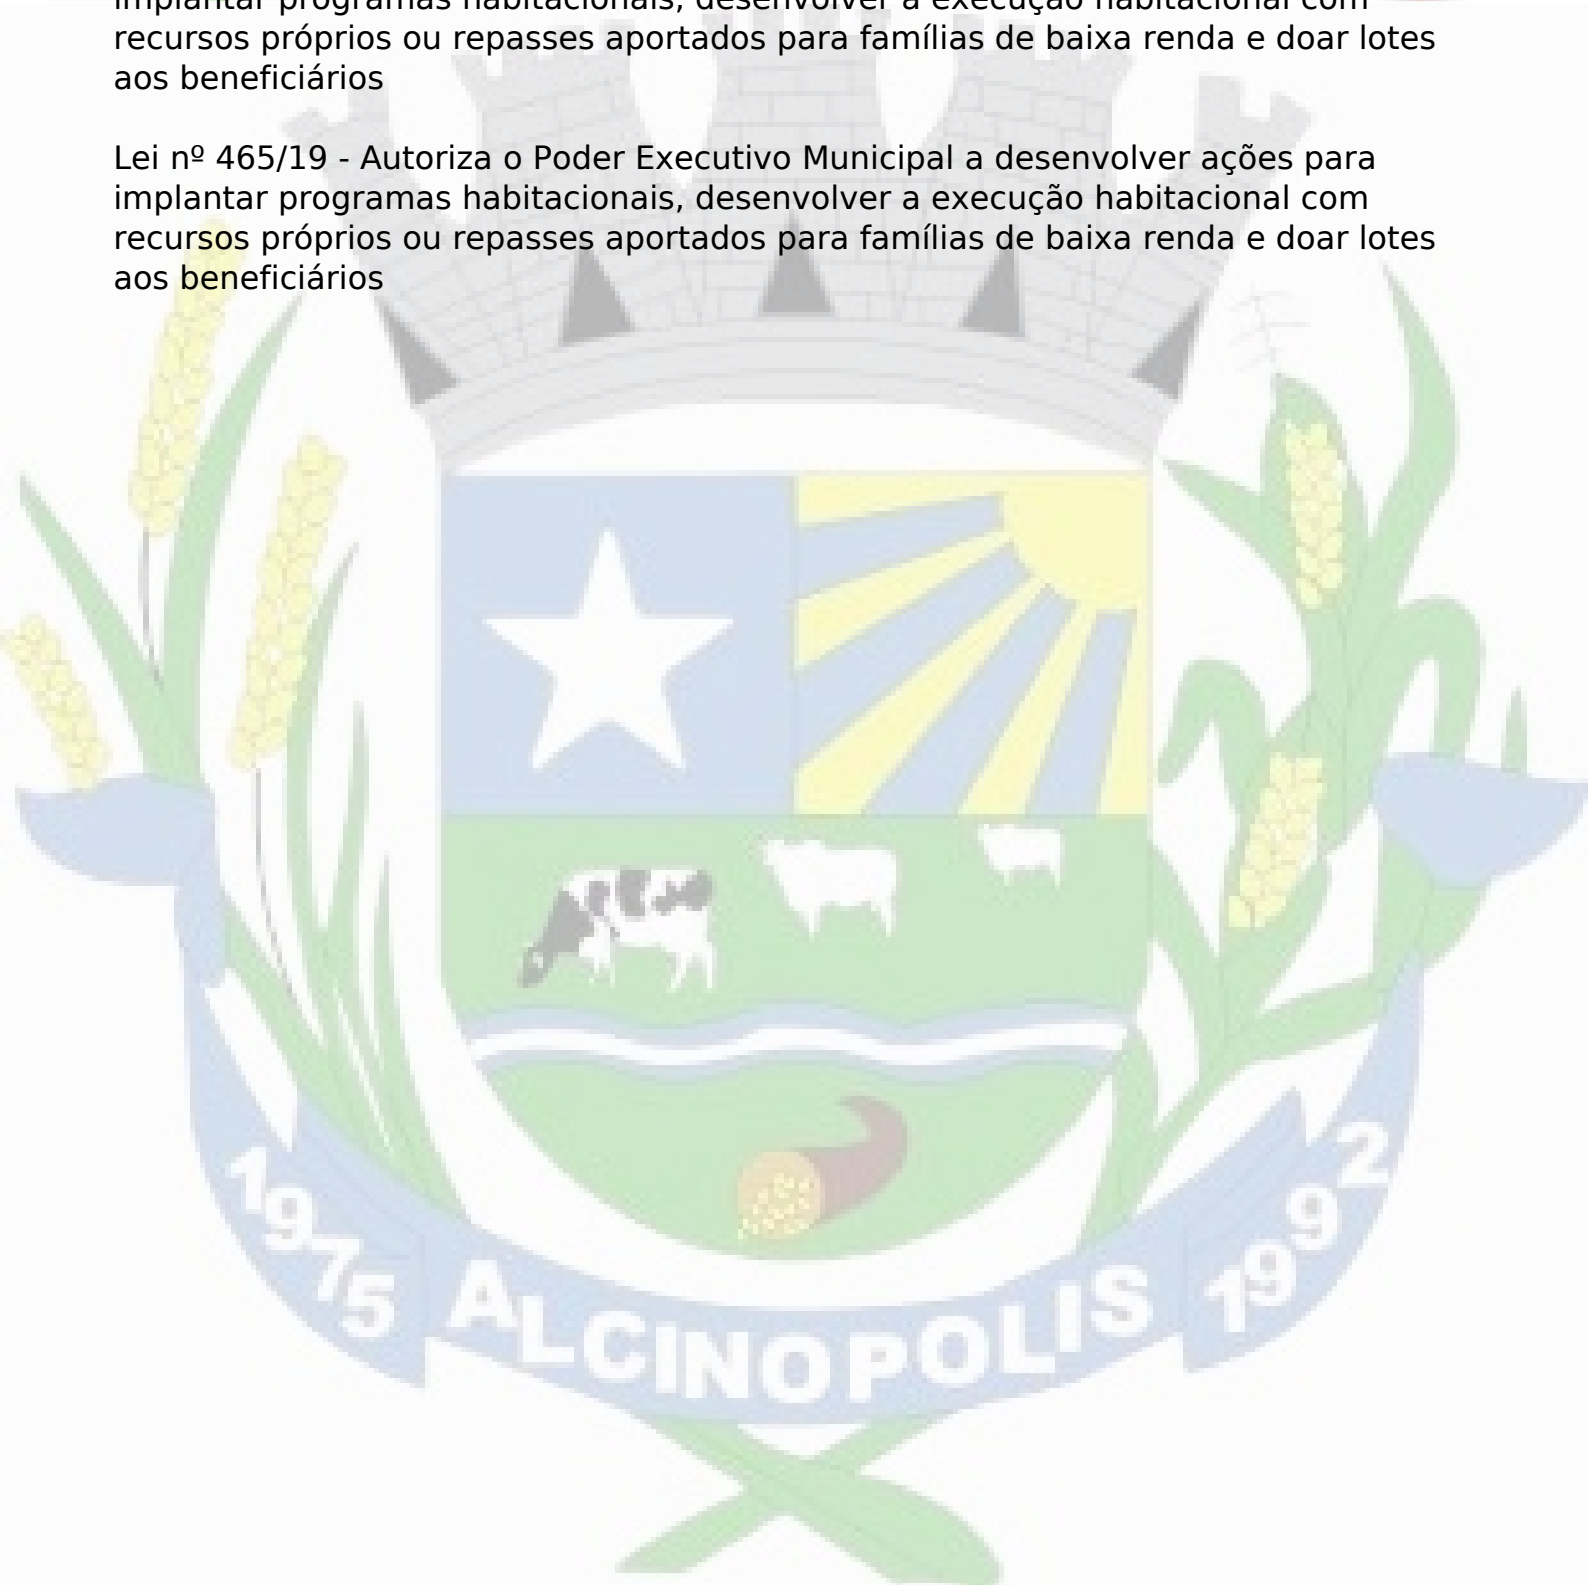 implantar programas habitacionais, desenvolver a execução habitacional com
recursos próprios ou repasses aportados para famílias de baixa renda e doar lotes
aos beneficiários
Lei nº 465/19 - Autoriza o Poder Executivo Municipal a desenvolver ações para
implantar programas habitacionais, desenvolver a execução habitacional com
recursos próprios ou repasses aportados para famílias de baixa renda e doar lotes
aos beneficiários
1975 ALCINOPOLIS 1992